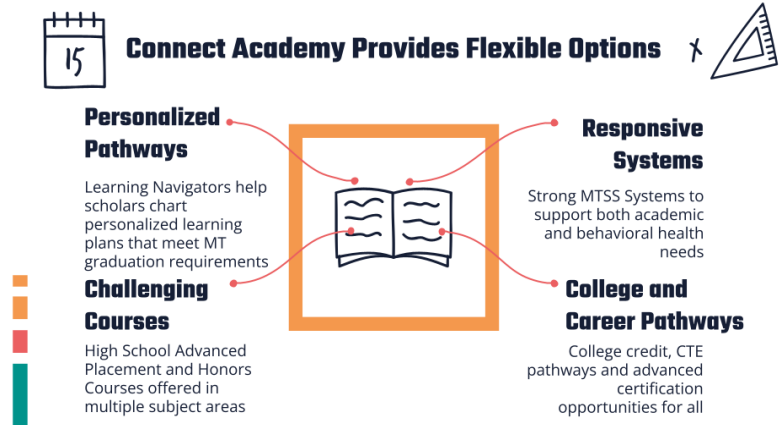 15
Connect Academy Provides Flexible Options
Personalized
Pathways
Learning Navigators help
scholars chart
personalized learning
plans that meet MT
graduation requirements
Responsive
Systems
Strong MTSS Systems to
support both academic
and behavioral health
needs
Challenging
Courses
High School Advanced
Placement and Honors
Courses offered in
multiple subject areas
College and
Career Pathways
College credit, CTE
pathways and advanced
certification
opportunities for all